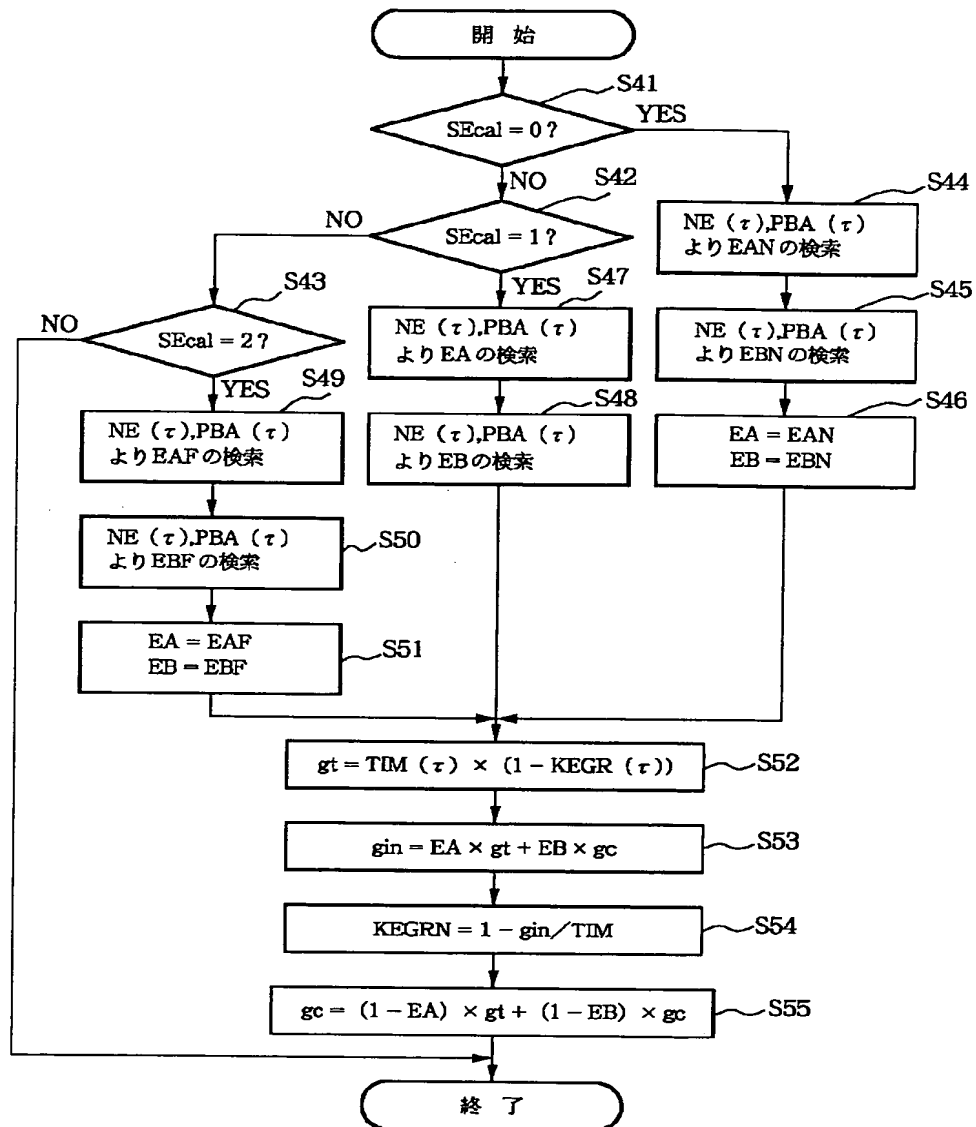 開 始
S41
SEcal = 0?
YES
NO
S42
SEcal = 1?
NO
YES
S44
NE (τ),PBA (τ)
よりEANの検索
S45
NE (τ),PBA (τ)
よりEBNの検索
S46
EA = EAN
EB = EBN
S47
NE (τ),PBA (τ)
よりEAの検索
S48
NE (τ),PBA (τ)
よりEBの検索
S43
SEcal = 2?
NO
YES
S49
NE (τ),PBA (τ)
よりEAFの検索
S50
NE (τ),PBA (τ)
よりEBFの検索
S51
EA = EAF
EB = EBF
gt = TIM (τ) × (1 - KEGR (τ))
S52
gin = EA × gt + EB × gc
S53
KEGRN = 1 - gin/TIM
S54
gc = (1 - EA) × gt + (1 - EB) × gc
S55
終 了